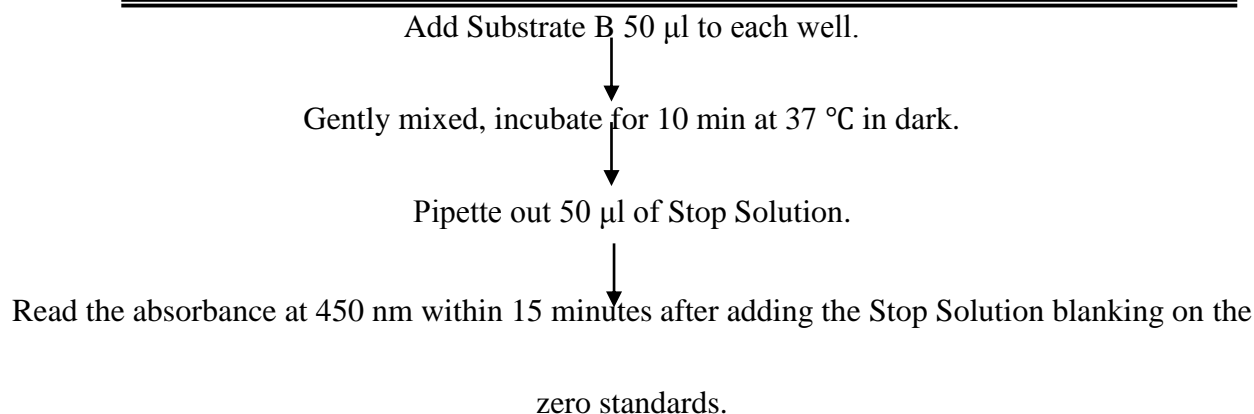 Add Substrate B 50 μl to each well.
Gently mixed, incubate for 10 min at 37 ℃ in dark.
Pipette out 50 μl of Stop Solution.
Read the absorbance at 450 nm within 15 minutes after adding the Stop Solution blanking on the
zero standards.